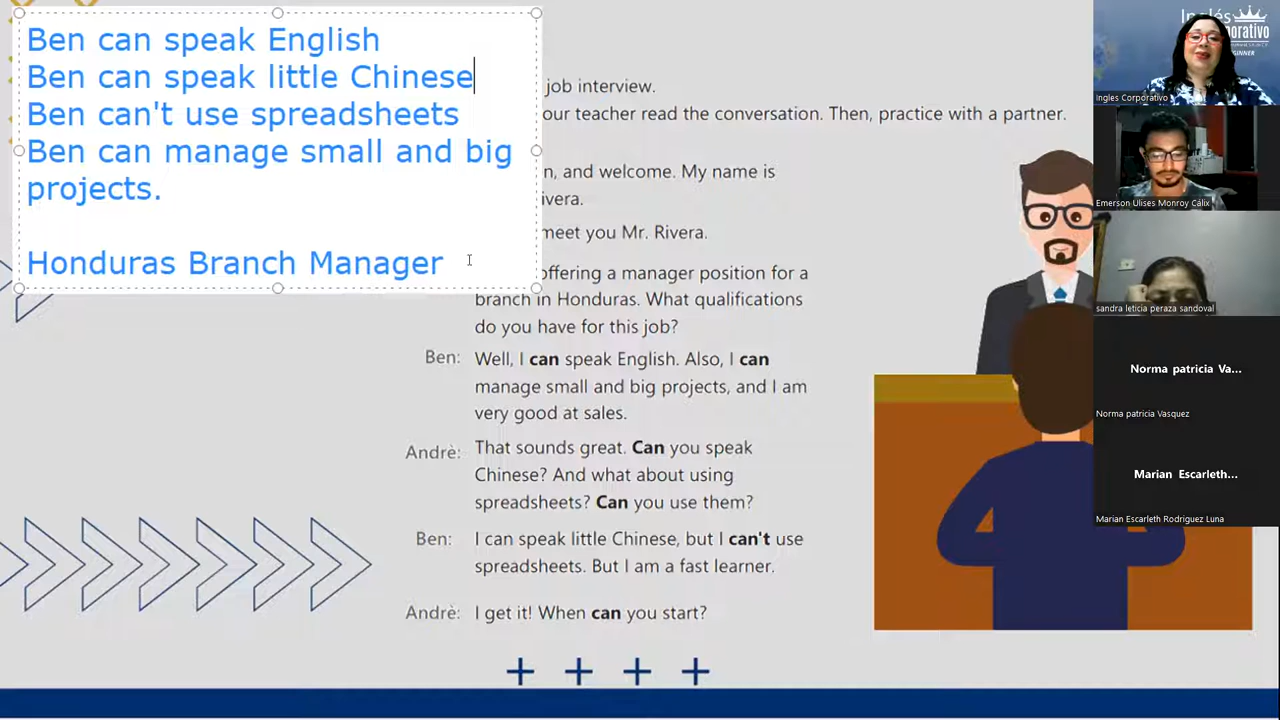 Ben can speak English
Ben can speak little Chinese
Ben can't use spreadsheets
Ben can manage small and big
projects.
Honduras Branch Manager
job interview.
our teacher read the conversation. Then, practice with a partner.
n, and welcome. My name is
ivera.
meet you Mr. Rivera.
offering a manager position for a
branch in Honduras. What qualifications
do you have for this job?
Ben: Well, I can speak English. Also, I can
manage small and big projects, and I am
very good at sales.
Andrè: That sounds great. Can you speak
Chinese? And what about using
spreadsheets? Can you use them?
Ben: I can speak little Chinese, but I can't use
spreadsheets. But I am a fast learner.
Andrè: I get it! When can you start?
Ingles Corporativo
Emerson Ulises Monroy Cálix
sandra leticia peraza sandoval
Norma patricia Va...
Norma patricia Vasquez
Marian Escarleth...
Marian Escarleth Rodriguez Luna